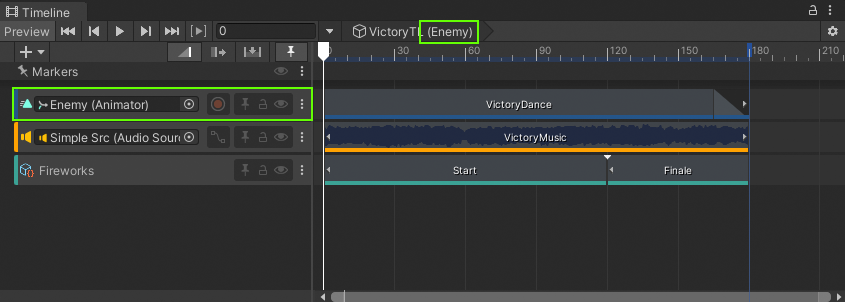 Timeline
Preview 0 VictoryTL (Enemy)
0 30 60 90 120 150 180 210
Markers
Enemy (Animator) VictoryDance
Simple Src (Audio Sour VictoryMusic
Fireworks Start Finale